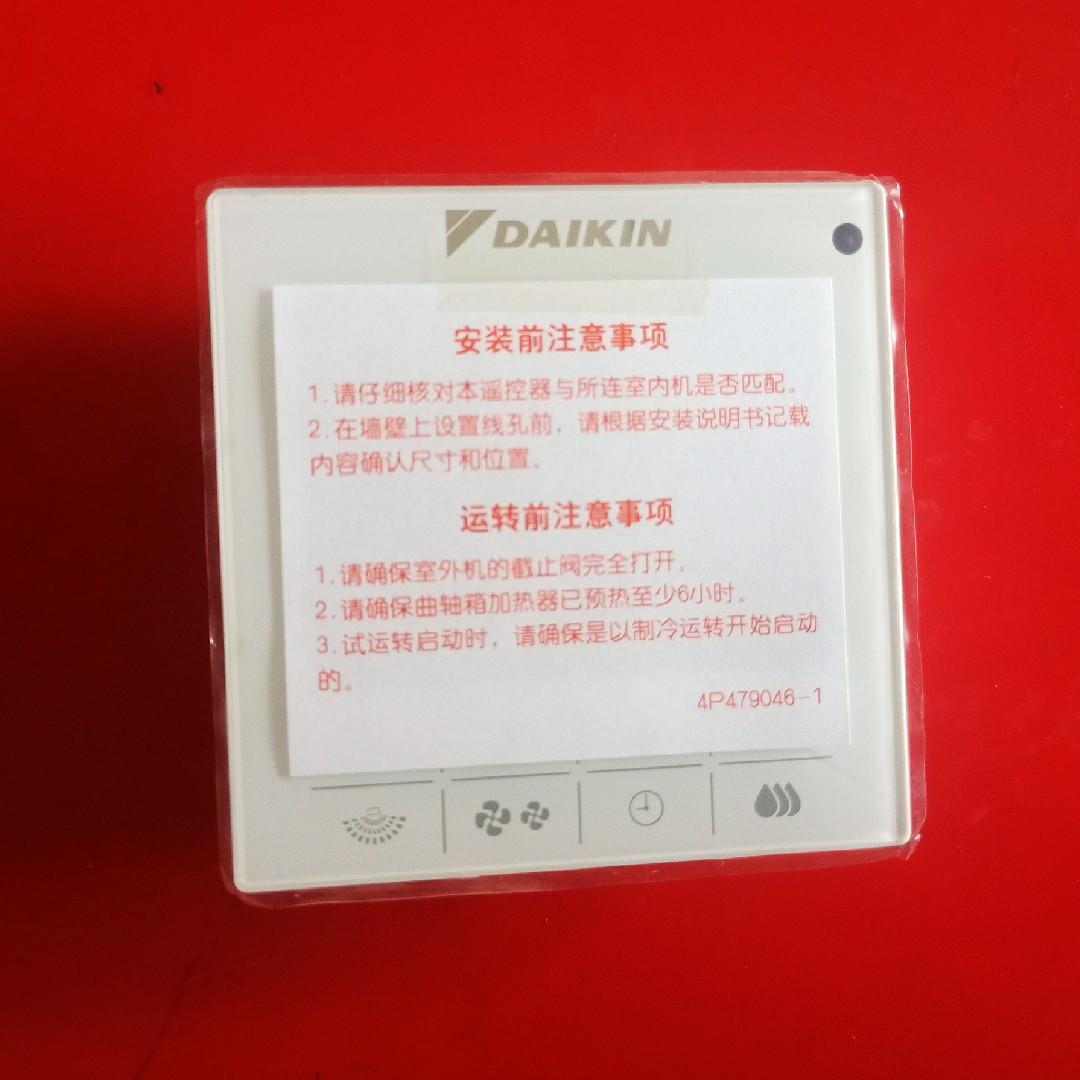 DAIKIN
安装前注意事项
1.请仔细核对本遥控器与所连室内机是否匹配。
2.在墙壁上设置线孔前，请根据安装说明书记载
内容确认尺寸和位置。
运转前注意事项
1.请确保室外机的截止阀完全打开。
2.请确保曲轴箱加热器已预热至少6小时。
3.试运转启动时，请确保是以制冷运转开始启动
的。
4P479046-1